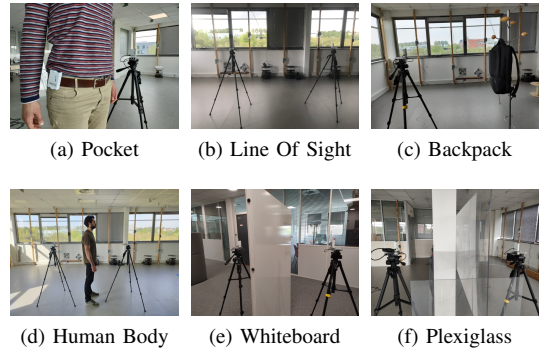 (a) Pocket
(b) Line Of Sight
(c) Backpack
(d) Human Body
(e) Whiteboard
(f) Plexiglass